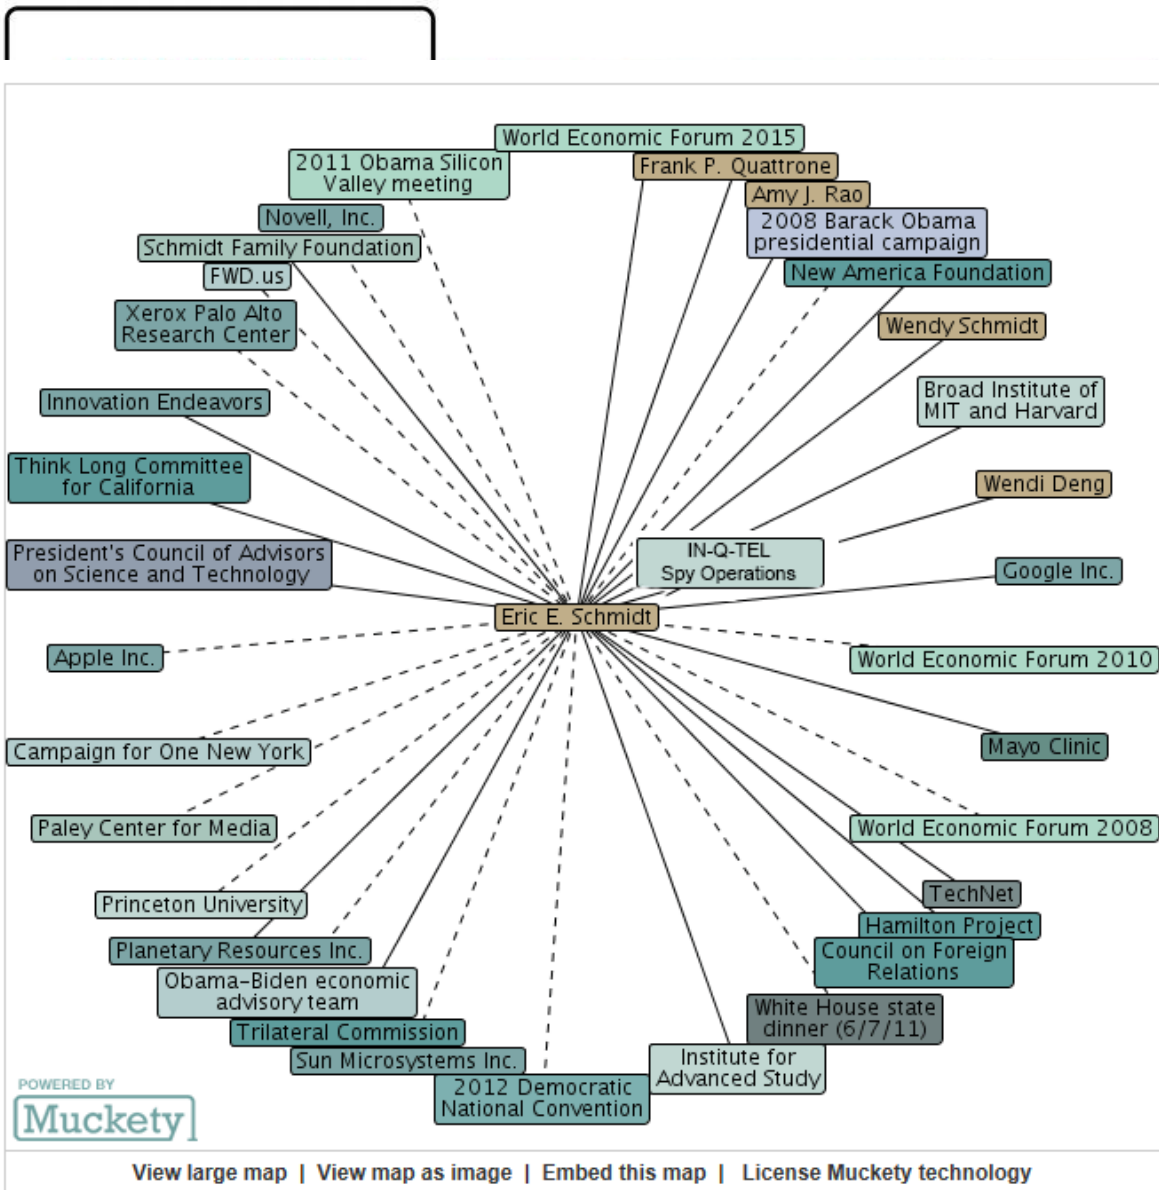 World Economic Forum 2015
2011 Obama Silicon
Valley meeting
Frank P. Quattrone
Amy J. Rao
Novell, Inc.
2008 Barack Obama
presidential campaign
Schmidt Family Foundation
FWD.us
New America Foundation
Xerox Palo Alto
Research Center
Wendy Schmidt
Innovation Endeavors
Broad Institute of
MIT and Harvard
Think Long Committee
for California
Wendi Deng
President's Council of Advisors
on Science and Technology
IN-Q-TEL
Spy Operations
Google Inc.
Eric E. Schmidt
Apple Inc.
World Economic Forum 2010
Campaign for One New York
Mayo Clinic
Paley Center for Media
World Economic Forum 2008
Princeton University
TechNet
Planetary Resources Inc.
Hamilton Project
Obama-Biden economic
advisory team
Council on Foreign
Relations
Trilateral Commission
White House state
dinner (6/7/11)
Sun Microsystems Inc.
Institute for
Advanced Study
2012 Democratic
National Convention
POWERED BY
Muckety
View large map | View map as image | Embed this map | License Muckety technology